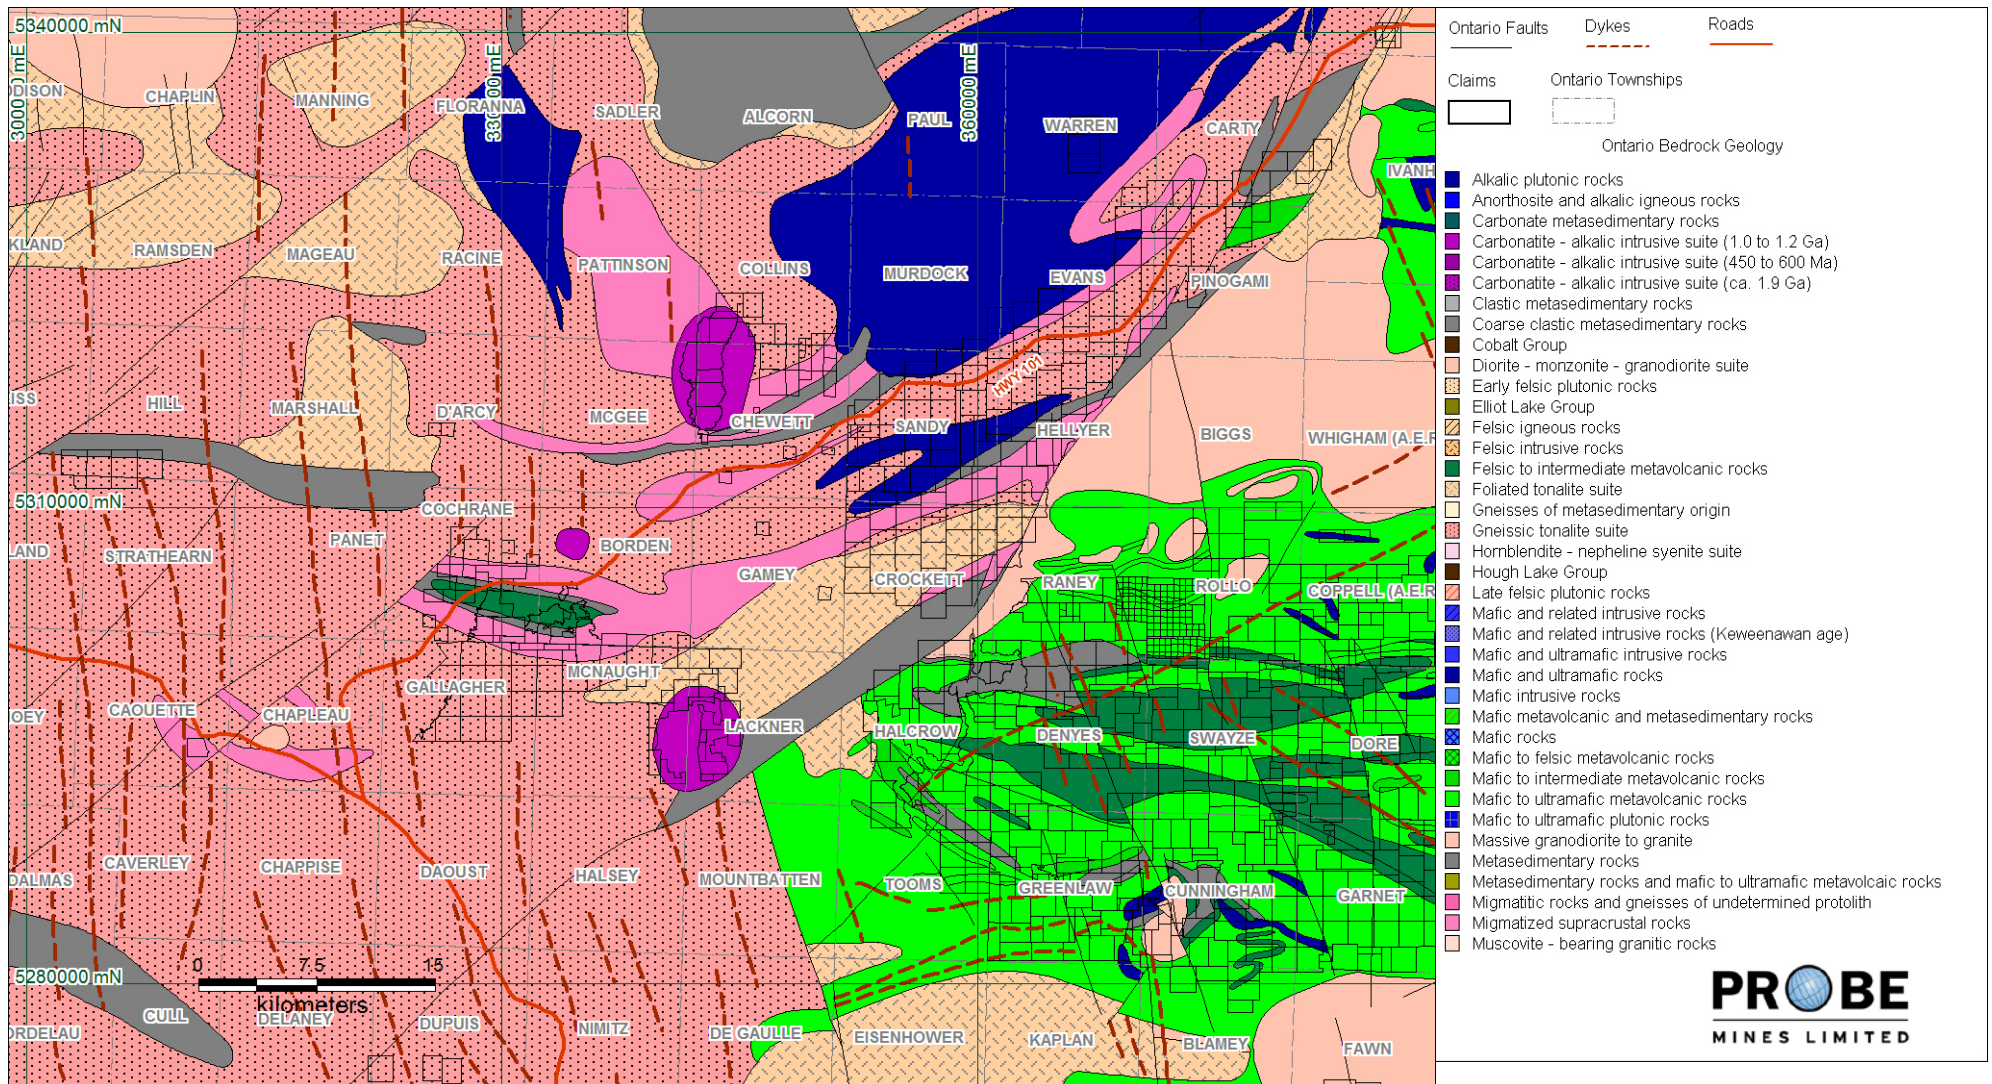 5340000 mN
3000 E
330 00 mE
3600000 mE
DISON
CHAPLIN
MANNING
FLORANNA
SADLER
ALCORN
PAUL
WARREN
CARTY
IVANH
KLAND
RAMSDEN
MAGEAU
RACINE
PATTINSON
COLLINS
MURDOCK
EVANS
PINOGAMI
HWY 101
ISS
HILL
MARSHALL
D'ARCY
MCGEE
CHEWETT
SANDY
HELLYER
BIGGS
WHIGHAM (A.E.R
5310000 mN
COCHRANE
LAND
STRATHEARN
PANET
BORDEN
GAMEY
CROCKETT
RANEY
ROLLO
COPPELL (A.E.R
MCNAUGHT
GALLAGHER
OEY
CAOUETTE
CHAPLEAU
LACKNER
HALCROW
DENYES
SWAYZE
DORE
DALMAS
CAVERLEY
CHAPPISE
DAOUST
HALSEY
MOUNTBATTEN
TOOMS
GREENLAW
CUNNINGHAM
GARNET
5280000 mN
0 7.5 15
kilometers
CULL
DELANEY
DUPUIS
NIMITZ
DE GAULLE
EISENHOWER
KAPLAN
BLAMEY
FAWN
ORDELAU
Ontario Faults
Dykes
Roads
Claims
Ontario Townships
Ontario Bedrock Geology
Alkalic plutonic rocks
Anorthosite and alkalic igneous rocks
Carbonate metasedimentary rocks
Carbonatite - alkalic intrusive suite (1.0 to 1.2 Ga)
Carbonatite - alkalic intrusive suite (450 to 600 Ma)
Carbonatite - alkalic intrusive suite (ca. 1.9 Ga)
Clastic metasedimentary rocks
Coarse clastic metasedimentary rocks
Cobalt Group
Diorite - monzonite - granodiorite suite
Early felsic plutonic rocks
Elliot Lake Group
Felsic igneous rocks
Felsic intrusive rocks
Felsic to intermediate metavolcanic rocks
Foliated tonalite suite
Gneisses of metasedimentary origin
Gneissic tonalite suite
Hornblendite - nepheline syenite suite
Hough Lake Group
Late felsic plutonic rocks
Mafic and related intrusive rocks
Mafic and related intrusive rocks (Keweenawan age)
Mafic and ultramafic intrusive rocks
Mafic and ultramafic rocks
Mafic intrusive rocks
Mafic metavolcanic and metasedimentary rocks
Mafic rocks
Mafic to felsic metavolcanic rocks
Mafic to intermediate metavolcanic rocks
Mafic to ultramafic metavolcanic rocks
Mafic to ultramafic plutonic rocks
Massive granodiorite to granite
Metasedimentary rocks
Metasedimentary rocks and mafic to ultramafic metavolcaic rocks
Migmatitic rocks and gneisses of undetermined protolith
Migmatized supracrustal rocks
Muscovite - bearing granitic rocks
PROBE
MINES LIMITED